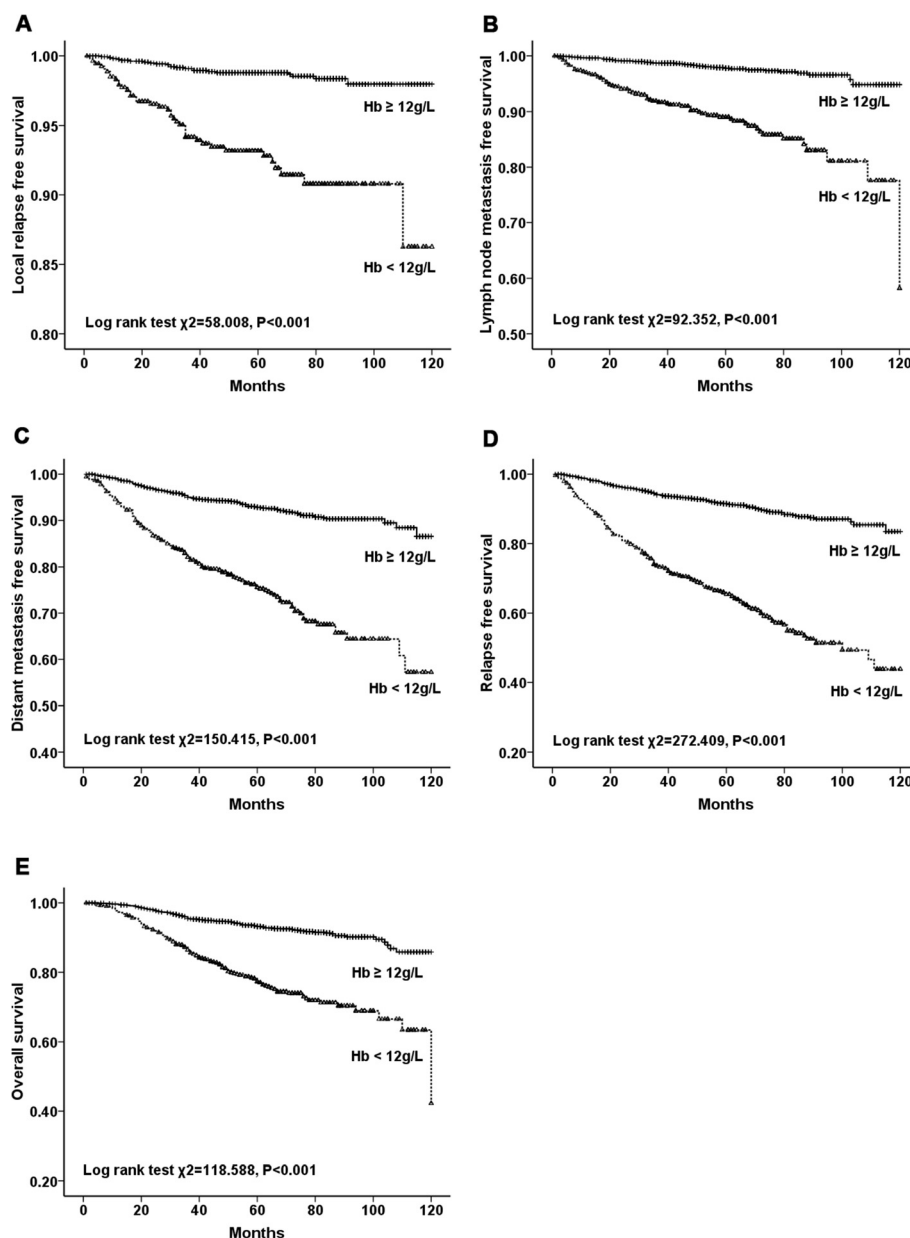 A
Local relapse free survival
1.00
0.95
0.90
0.85
0.80
Hb ≥ 12g/L
Hb < 12g/L
Log rank test χ2=58.008, P<0.001
0 20 40 60 80 100 120
Months
B
Lymph node metastasis free survival
1.00
0.90
0.80
0.70
0.60
0.50
Hb ≥ 12g/L
Hb < 12g/L
Log rank test χ2=92.352, P<0.001
0 20 40 60 80 100 120
Months
C
Distant metastasis free survival
1.00
0.90
0.80
0.70
0.60
0.50
0.40
Hb ≥ 12g/L
Hb < 12g/L
Log rank test χ2=150.415, P<0.001
0 20 40 60 80 100 120
Months
D
Relapse free survival
1.00
0.80
0.60
0.40
0.20
Hb ≥ 12g/L
Hb < 12g/L
Log rank test χ2=272.409, P<0.001
0 20 40 60 80 100 120
Months
E
Overall survival
1.00
0.80
0.60
0.40
0.20
Hb ≥ 12g/L
Hb < 12g/L
Log rank test χ2=118.588, P<0.001
0 20 40 60 80 100 120
Months